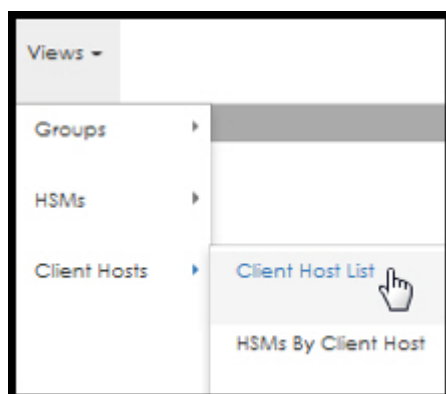 Views
Groups
HSMs
Client Hosts
Client Host List
HSMs By Client Host